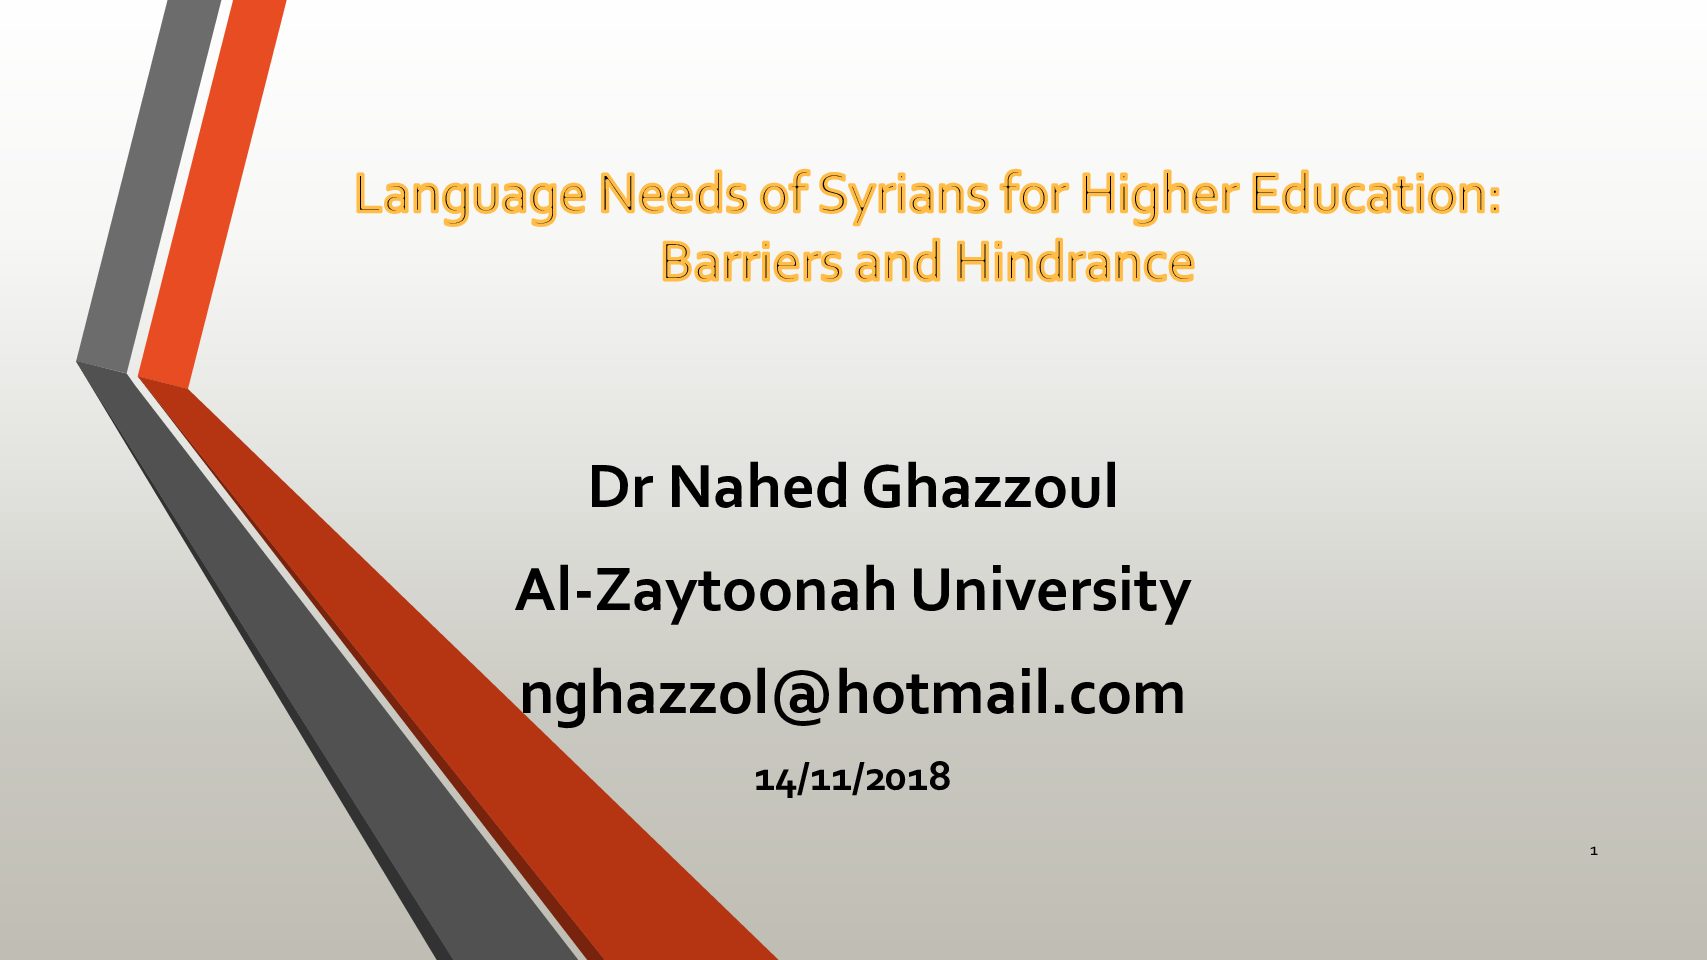 Language Needs of Syrians for Higher Education:
Barriers and Hindrance
Dr Nahed Ghazzoul
Al-Zaytoonah University
nghazzol@hotmail.com
14/11/2018
1